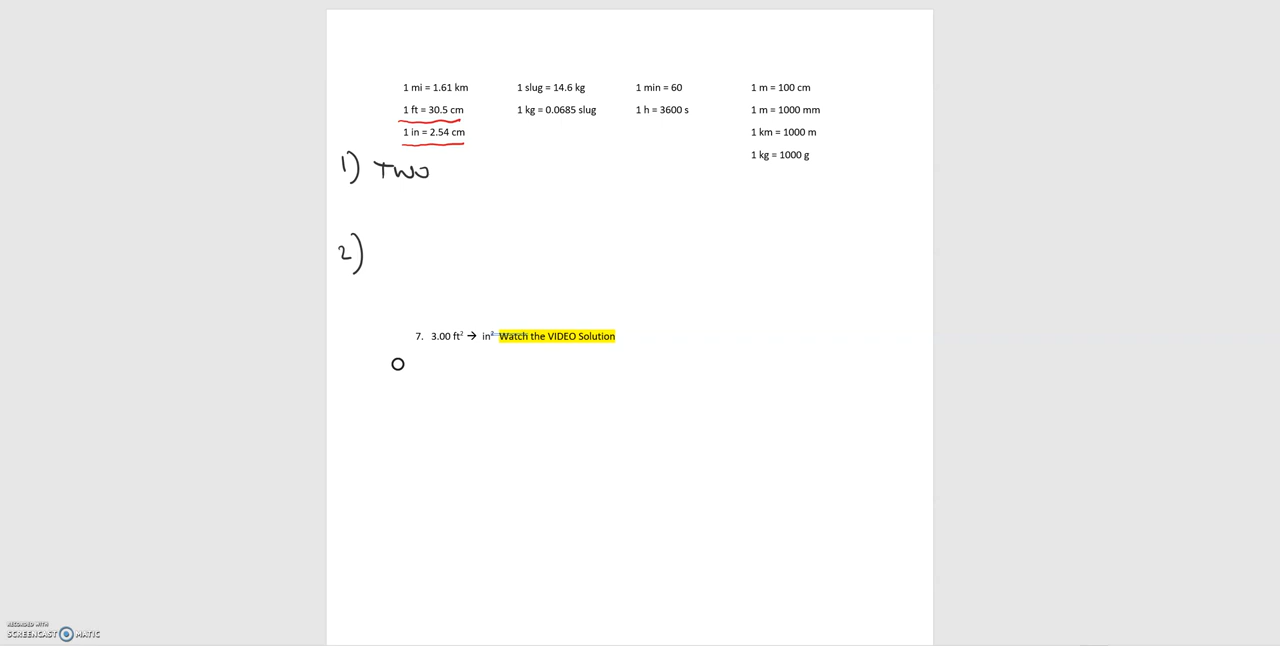 1 mi = 1.61 km
1 slug = 14.6 kg
1 min = 60
1 m = 100 cm
1 ft = 30.5 cm
1 kg = 0.0685 slug
1 h = 3600 s
1 m = 1000 mm
1 in = 2.54 cm
1 km = 1000 m
1 kg = 1000 g
1) TWO
2)
7. 3.00 ft² → in² Watch the VIDEO Solution
RECORDED WITH
SCREENCAST MATIC